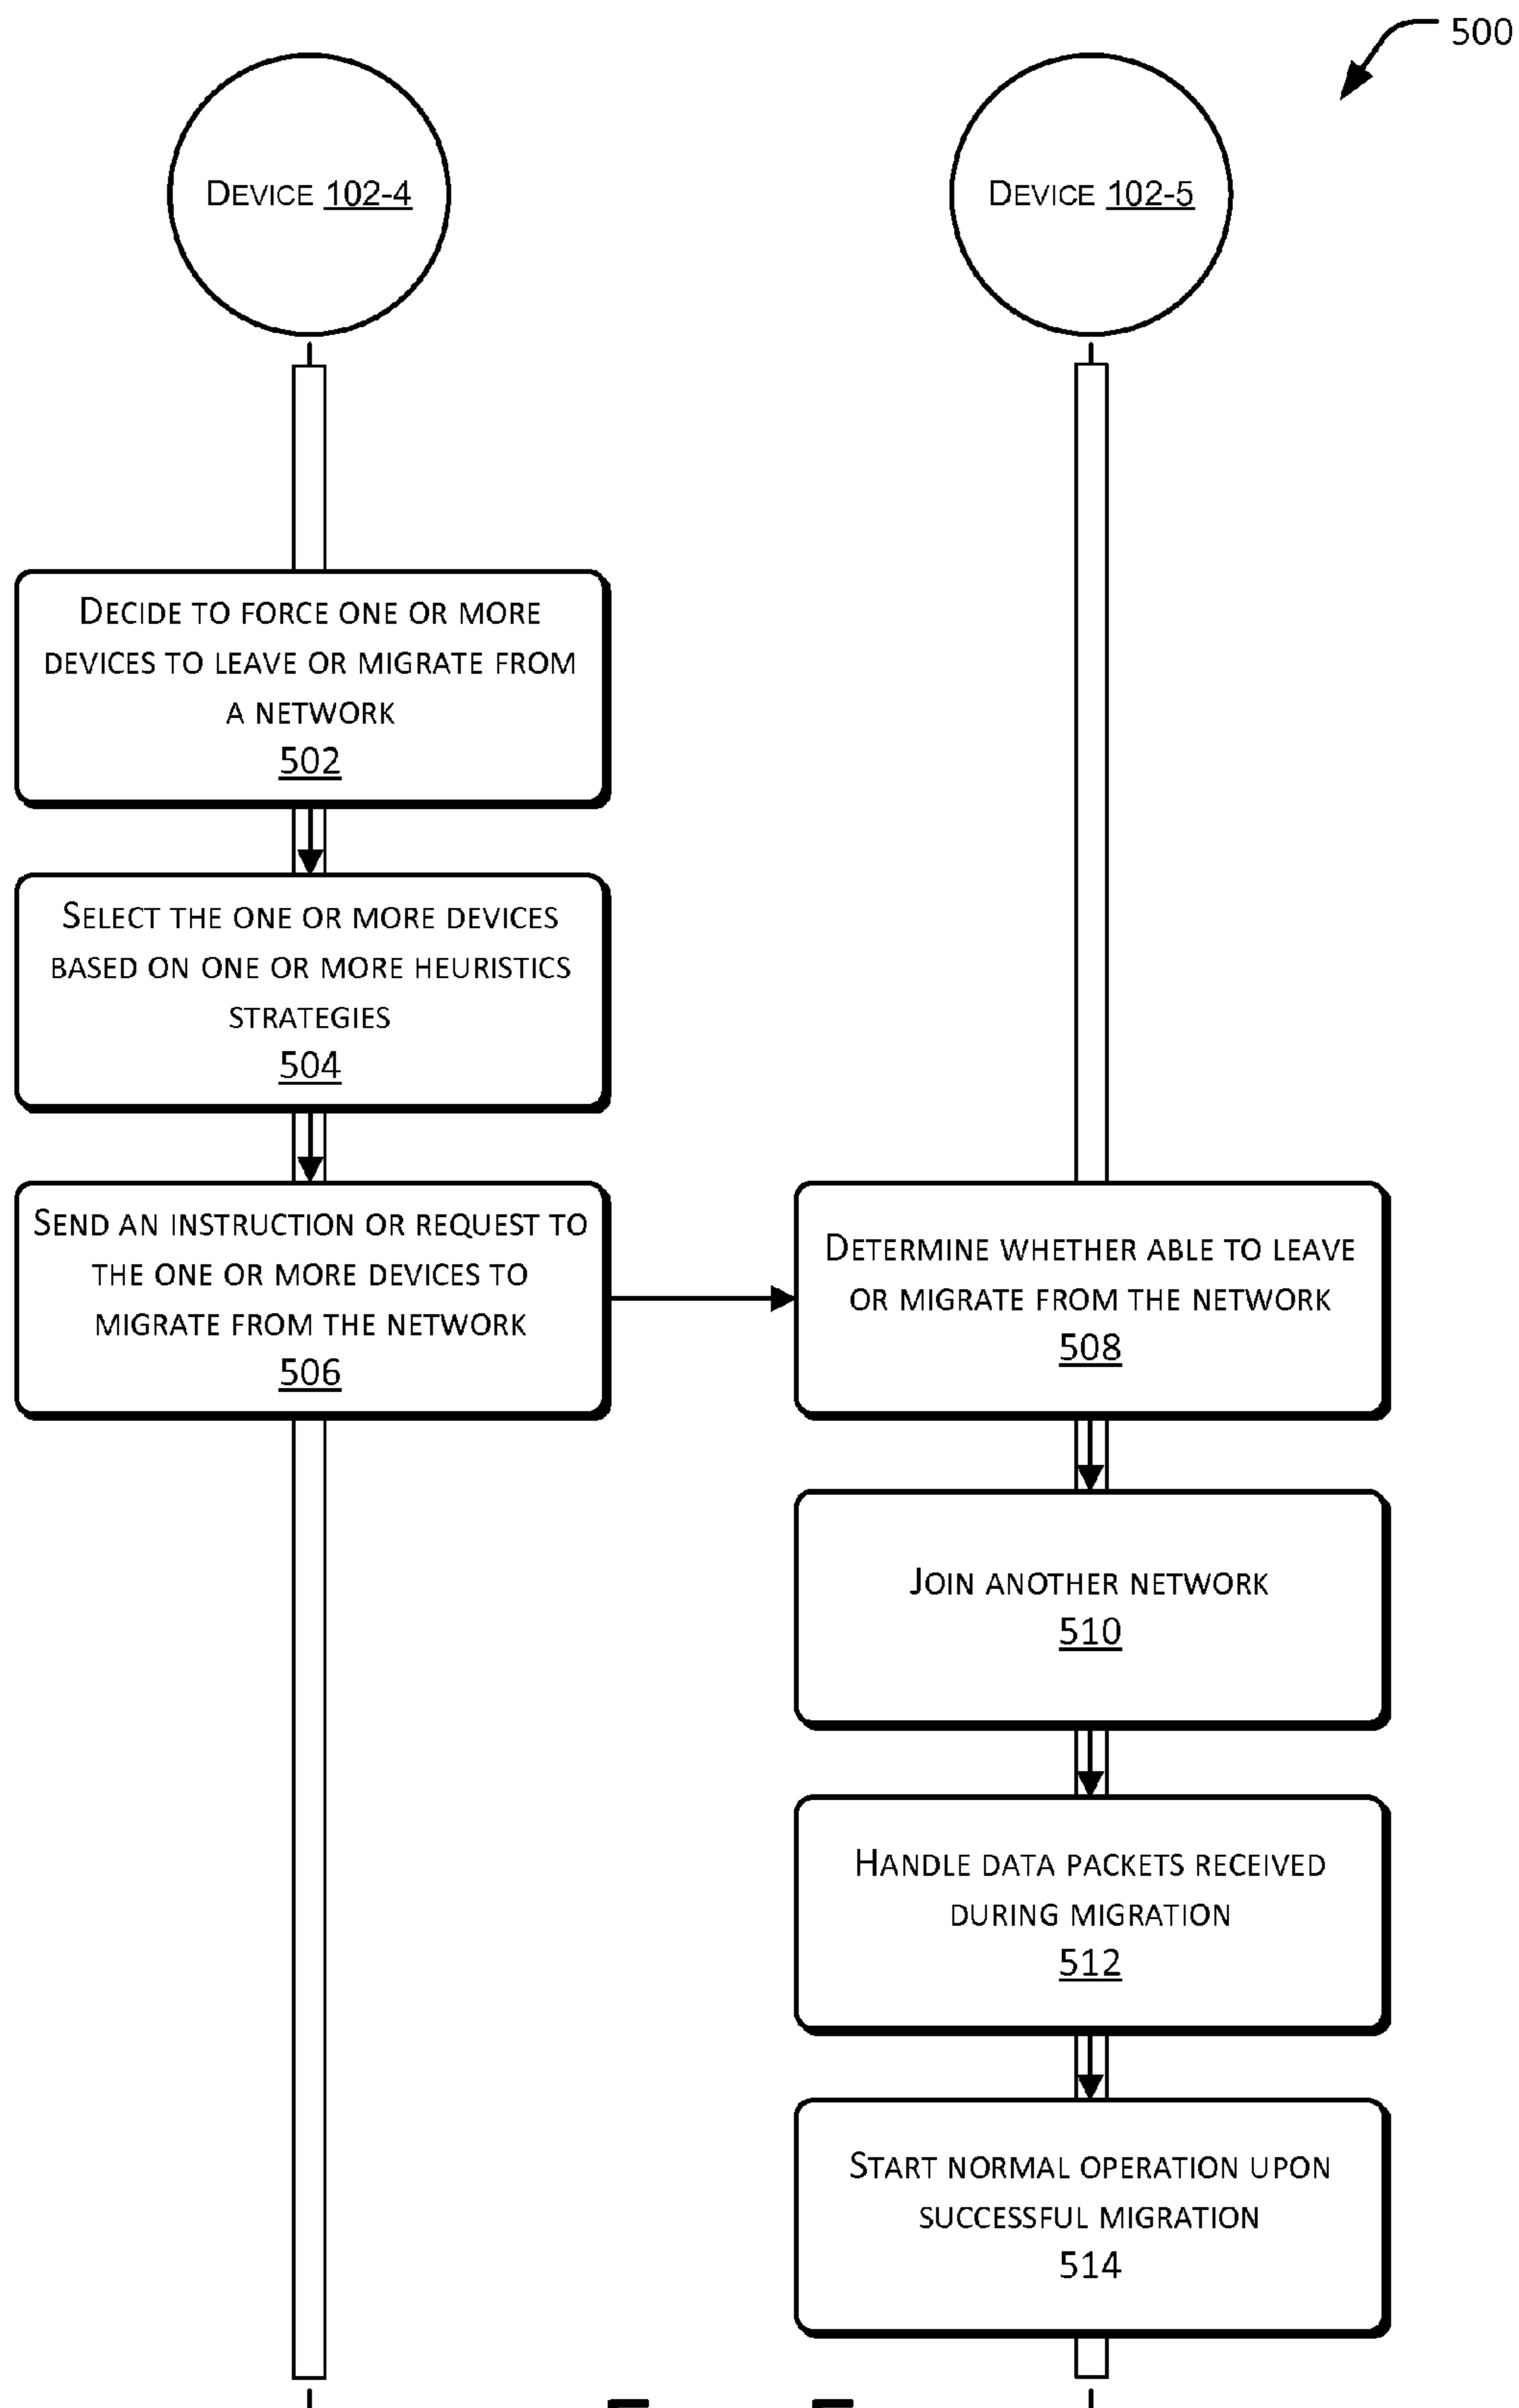 500
Device 102-4
Device 102-5
Decide to force one or more
devices to leave or migrate from
a network
502
Select the one or more devices
based on one or more heuristics
strategies
504
Send an instruction or request to
the one or more devices to
migrate from the network
506
Determine whether able to leave
or migrate from the network
508
Join another network
510
Handle data packets received
during migration
512
Start normal operation upon
successful migration
514